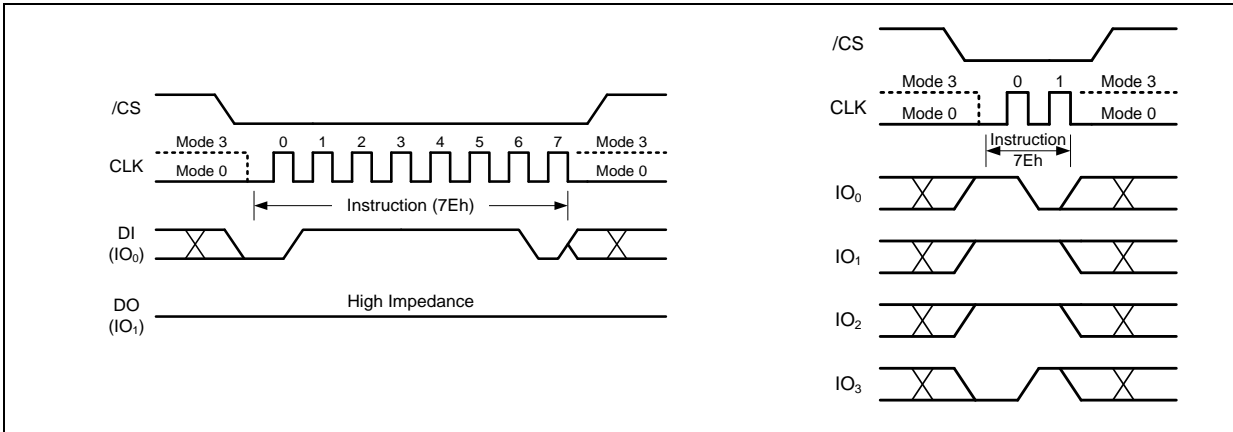 /CS
Mode 3 0 1 2 3 4 5 6 7 Mode 3
CLK
Mode 0 Mode 0
Instruction (7Eh)
DI
(IO₀)
DO
(IO₁)
High Impedance
/CS
Mode 3 0 1 Mode 3
CLK
Mode 0 Mode 0
Instruction
7Eh
IO₀
IO₁
IO₂
IO₃